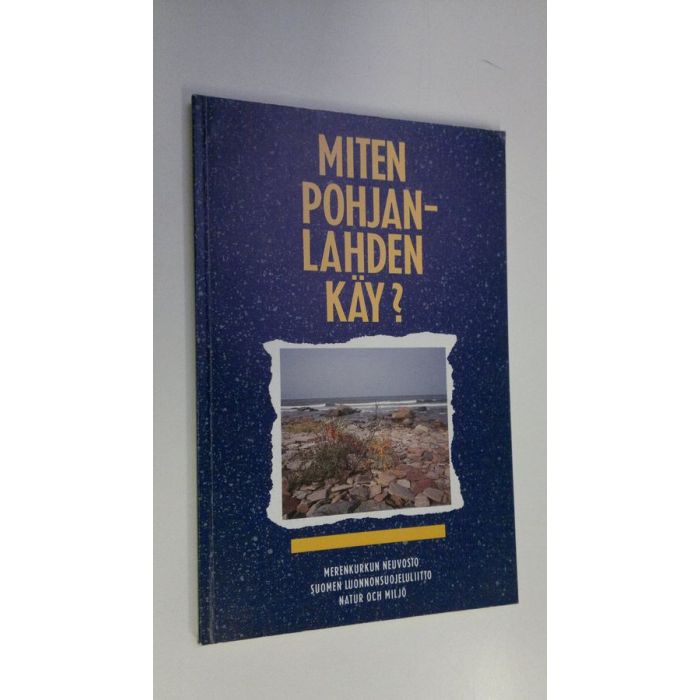 MITEN
POHJAN-
LAHDEN
KÄY?
MERENKURKUN NEUVOSTO
SUOMEN LUONNONSUOJELULIITTO
NATUR OCH MILJÖ